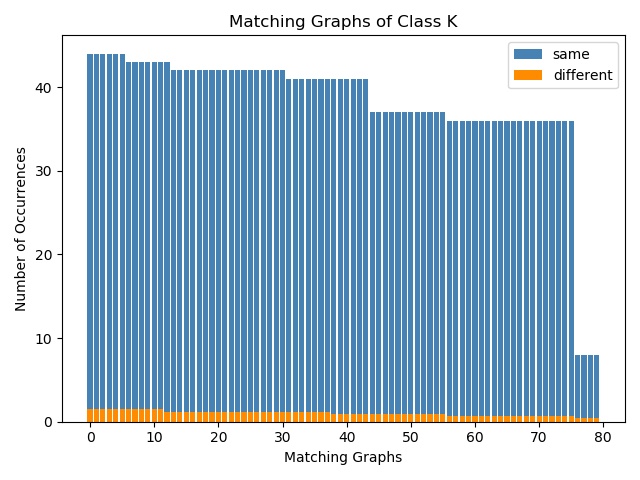 Matching Graphs of Class K
same
different
Number of Occurrences
40
30
20
10
0
0 10 20 30 40 50 60 70 80
Matching Graphs